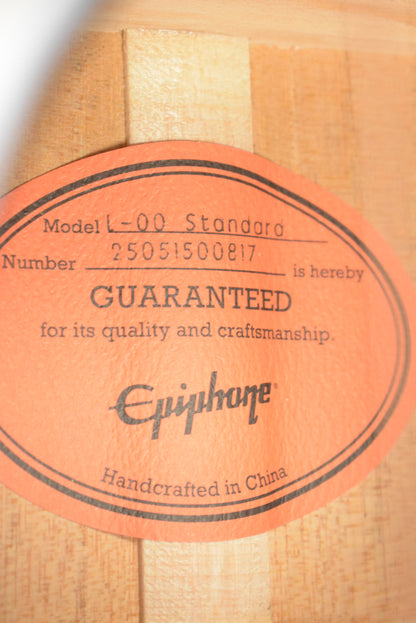 Model L-00 Standard
Number 25051500817 is hereby
GUARANTEED
for its quality and craftsmanship.
Epiphone®
Handcrafted in China